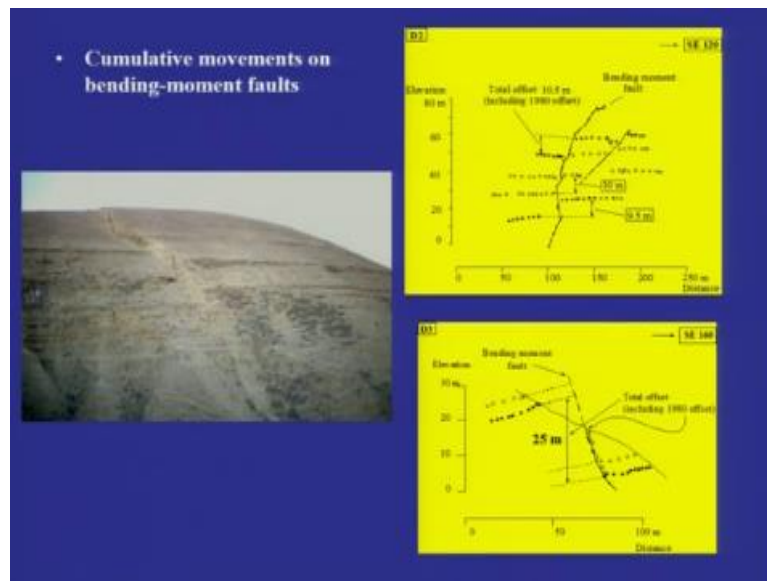 • Cumulative movements on
bending-moment faults
D2
SE 120
Elevation
80 m
60
40
20
0
Total offset 10.5 m
(including 1980 offset)
Bending moment
fault
10 m
9.5 m
0 50 100 150 200 250 m
Distance
D3
SE 160
Elevation
30 m
20
10
0
Bending moment
fault
Total offset
(including 1980 offset)
25 m
0 50 100 m
Distance